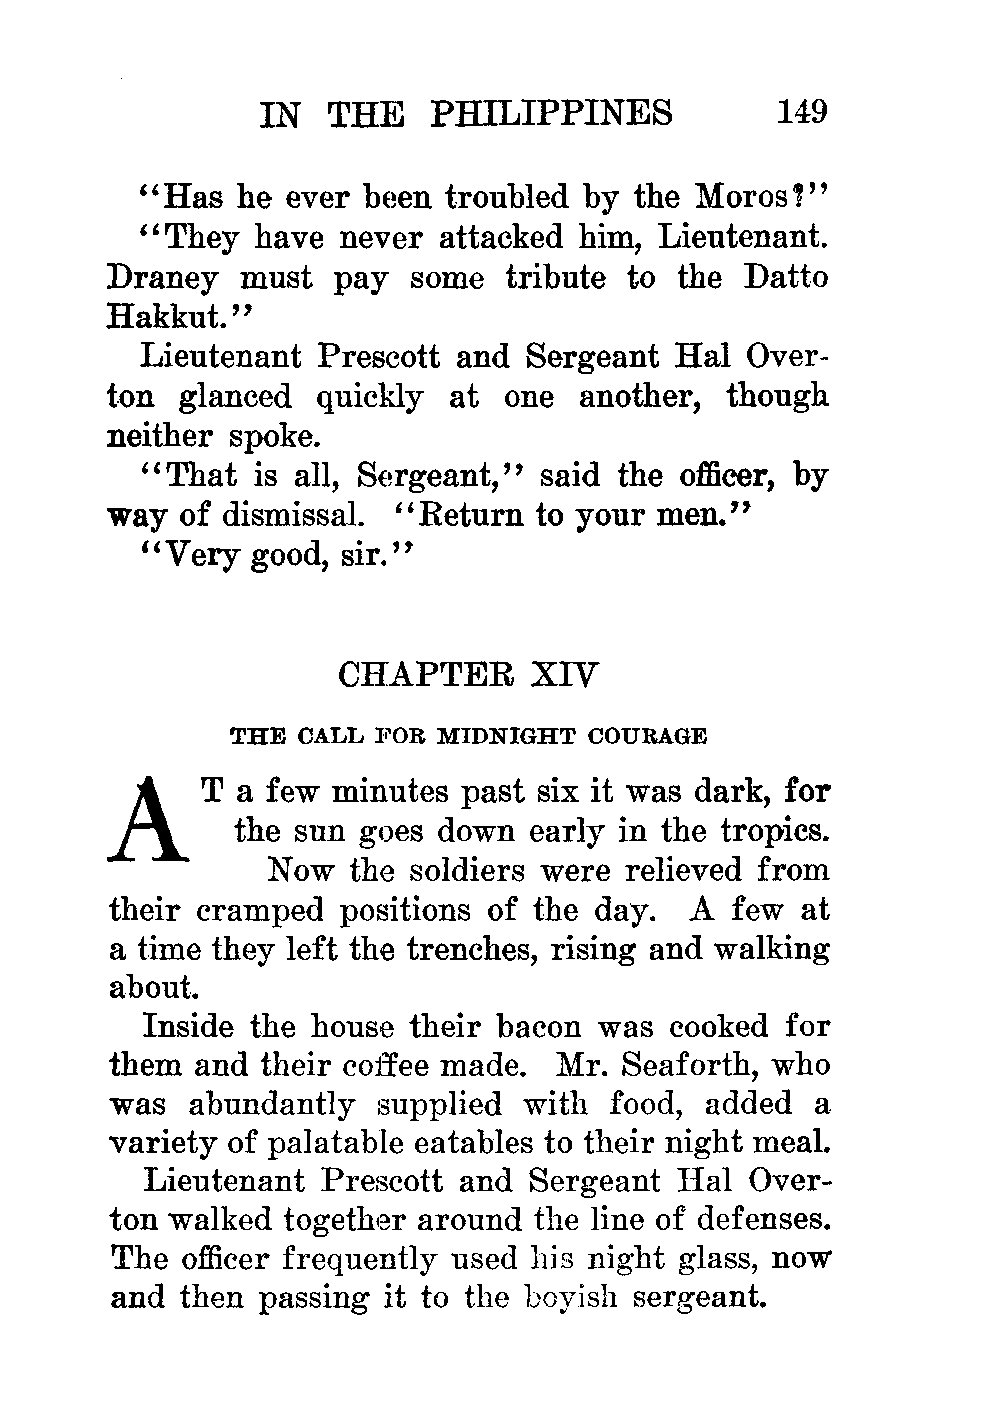 IN THE PHILIPPINES 149
"Has he ever been troubled by the Moros?"
"They have never attacked him, Lieutenant.
Draney must pay some tribute to the Datto
Hakkut."
Lieutenant Prescott and Sergeant Hal Over-
ton glanced quickly at one another, though
neither spoke.
"That is all, Sergeant," said the officer, by
way of dismissal. "Return to your men."
"Very good, sir."
CHAPTER XIV
THE CALL FOR MIDNIGHT COURAGE
AT a few minutes past six it was dark, for
the sun goes down early in the tropics.
Now the soldiers were relieved from
their cramped positions of the day. A few at
a time they left the trenches, rising and walking
about.
Inside the house their bacon was cooked for
them and their coffee made. Mr. Seaforth, who
was abundantly supplied with food, added a
variety of palatable eatables to their night meal.
Lieutenant Prescott and Sergeant Hal Over-
ton walked together around the line of defenses.
The officer frequently used his night glass, now
and then passing it to the boyish sergeant.